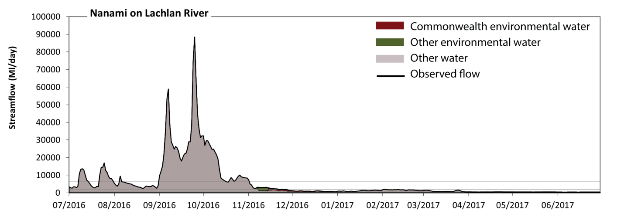 Nanami on Lachlan River
Streamflow (Ml/day)
100000
90000
80000
70000
60000
50000
40000
30000
20000
10000
0
07/2016 08/2016 09/2016 10/2016 11/2016 12/2016 01/2017 02/2017 03/2017 04/2017 05/2017 06/2017
Commonwealth environmental water
Other environmental water
Other water
Observed flow